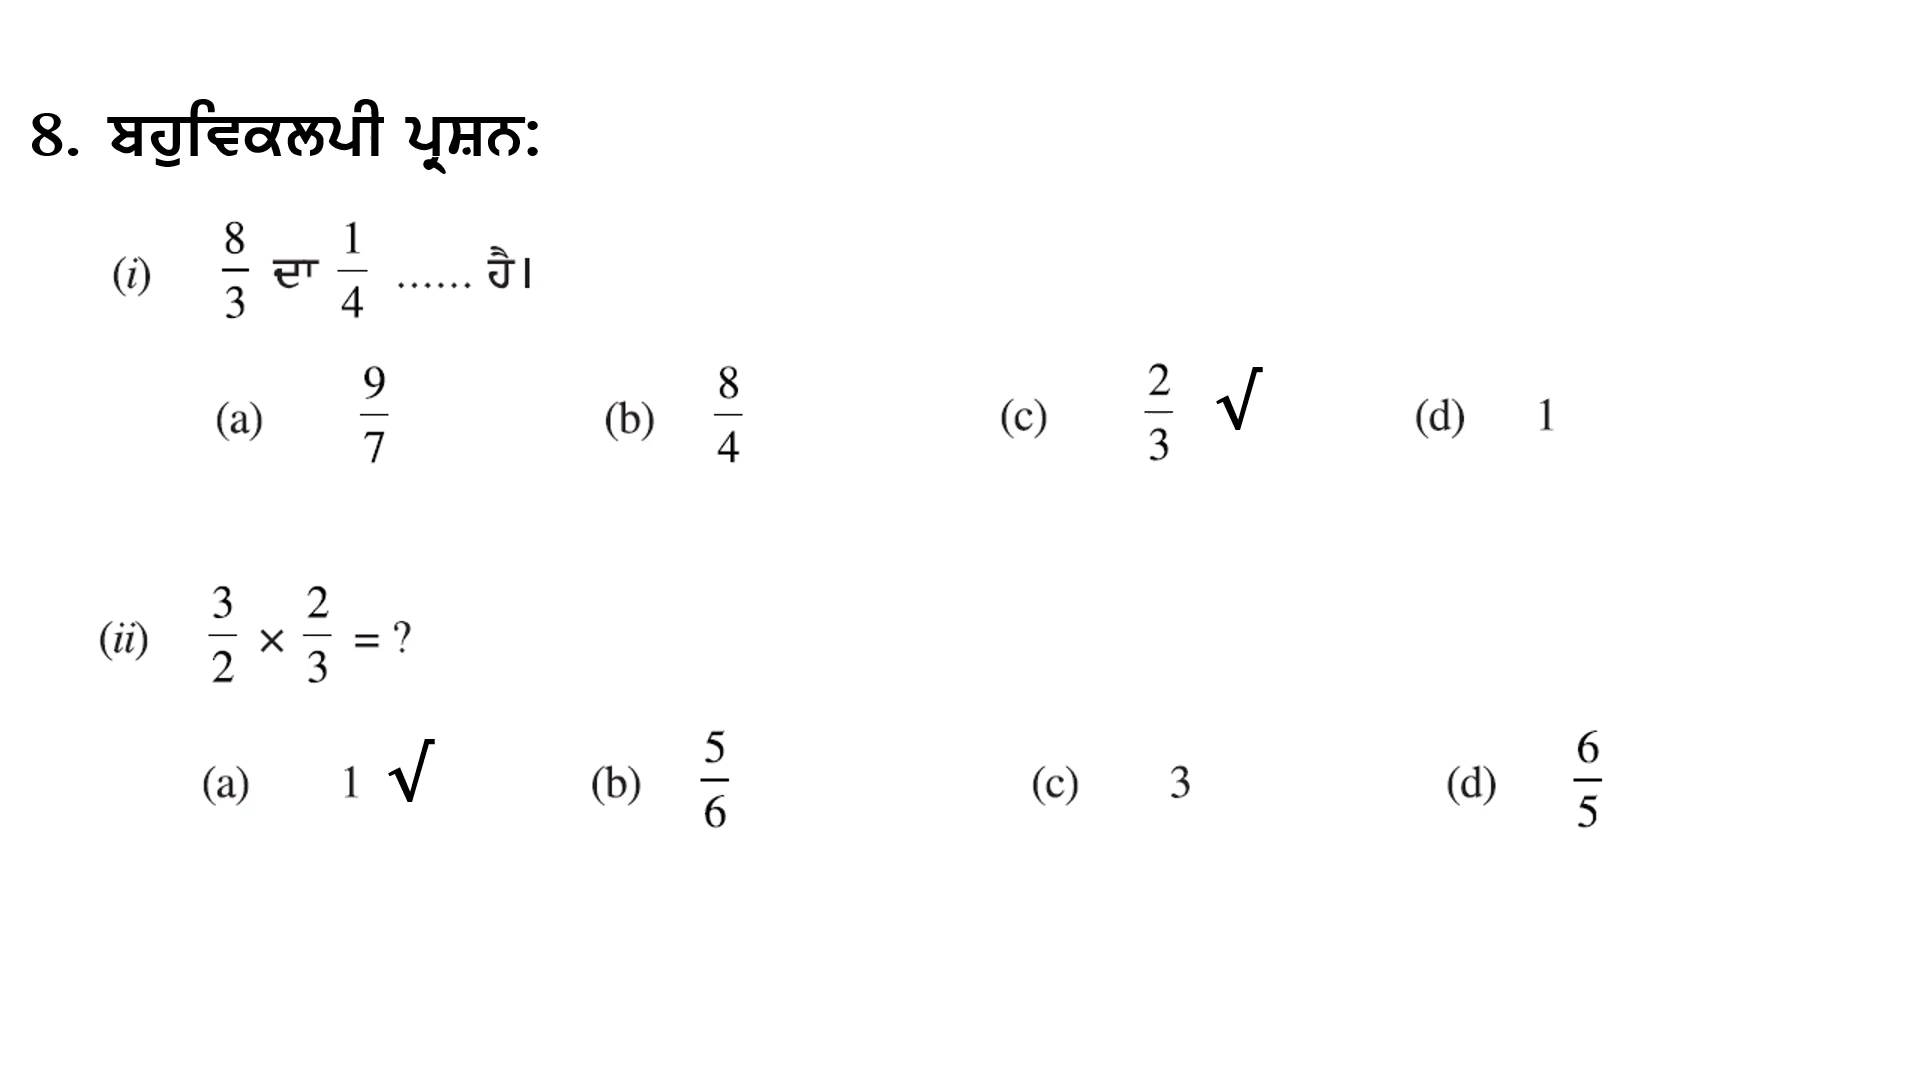 8. ਬਹੁਵਿਕਲਪੀ ਪ੍ਰਸ਼ਨ:
(i) 8/3 ਦਾ 1/4 ...... ਹੈ।
(a) 9/7 (b) 8/4 (c) 2/3 √ (d) 1
(ii) 3/2 × 2/3 = ?
(a) 1 √ (b) 5/6 (c) 3 (d) 6/5